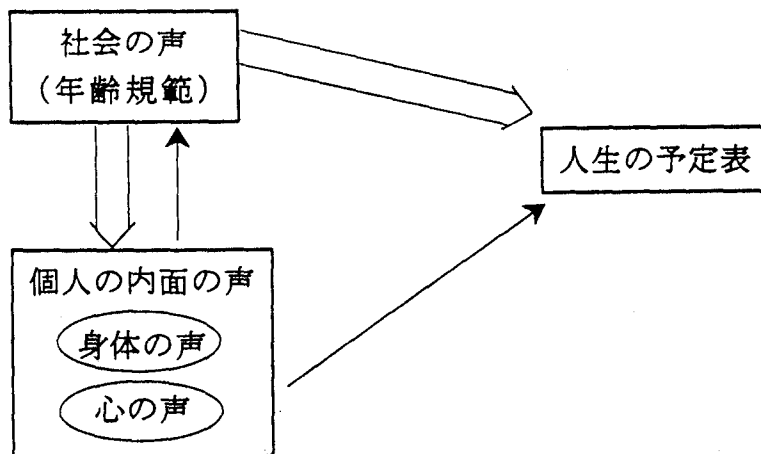 社会の声
（年齢規範）
人生の予定表
個人の内面の声
身体の声
心の声